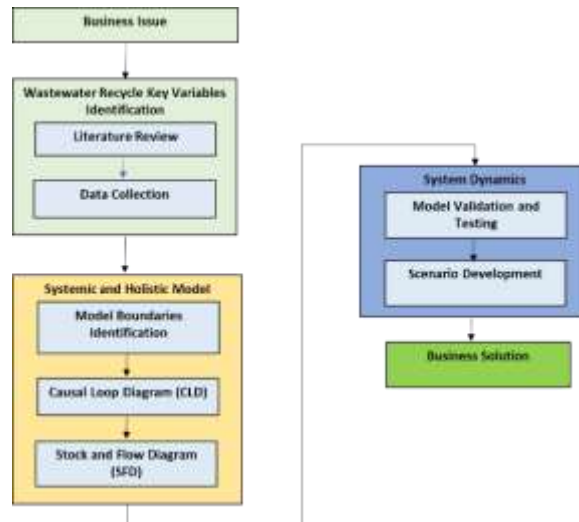 Business Issue
Wastewater Recycle Key Variables
Identification
Literature Review
Data Collection
Systemic and Holistic Model
Model Boundaries
Identification
Causal Loop Diagram (CLD)
Stock and Flow Diagram
(SFD)
System Dynamics
Model Validation and
Testing
Scenario Development
Business Solution